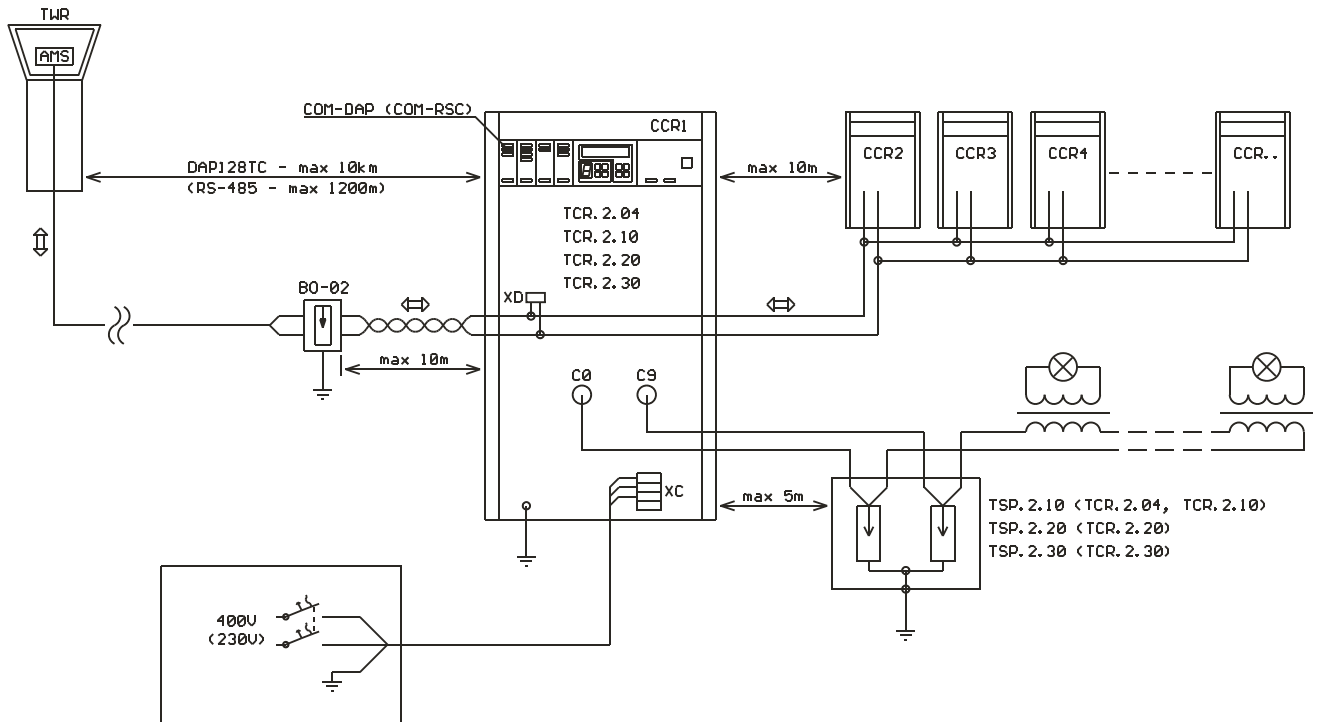 TWR
AMS
COM-DAP (COM-RSC)
CCR1
DAP128TC - max 10km
(RS-485 - max 1200m)
max 10m
CCR2
CCR3
CCR4
CCR..
TCR.2.04
TCR.2.10
TCR.2.20
TCR.2.30
BO-02
XD
max 10m
C0
C9
XC
max 5m
TSP.2.10 (TCR.2.04, TCR.2.10)
TSP.2.20 (TCR.2.20)
TSP.2.30 (TCR.2.30)
400V
(230V)